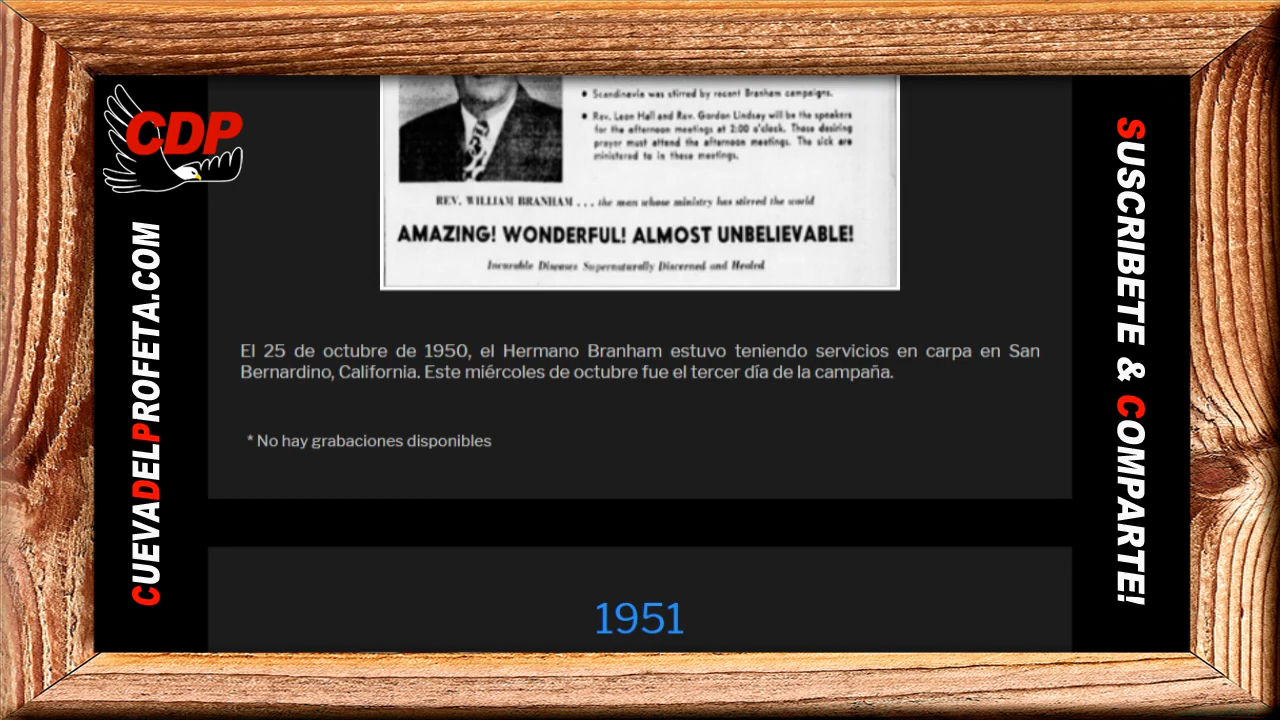 CDP
CUEVADELPROFETA.COM
• Scandinavia was stirred by recent Branham campaigns.
• Rev. Leon Hall and Rev. Gordon Lindsay will be the speakers
for the afternoon meetings at 2:00 o'clock. Those desiring
prayer must attend the afternoon meetings. The sick are
ministered to in these meetings.
REV. WILLIAM BRANHAM . . . the man whose ministry has stirred the world
AMAZING! WONDERFUL! ALMOST UNBELIEVABLE!
Incurable Diseases Supernaturally Discerned and Healed
El 25 de octubre de 1950, el Hermano Branham estuvo teniendo servicios en carpa en San
Bernardino, California. Este miércoles de octubre fue el tercer día de la campaña.
* No hay grabaciones disponibles
1951
SUSCRIBETE & COMPARTE!